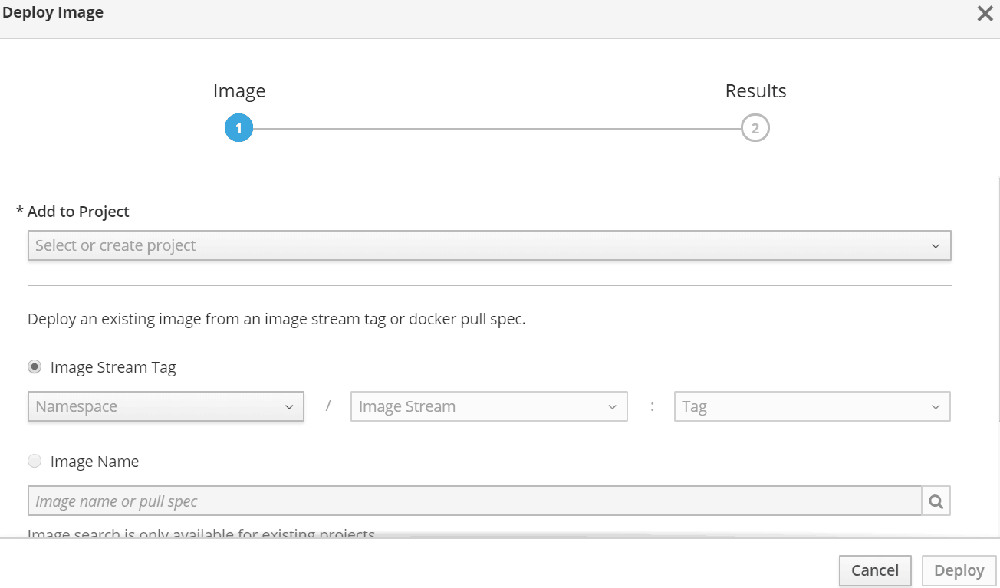 Deploy Image
Image Results
1 2
* Add to Project
Select or create project
Deploy an existing image from an image stream tag or docker pull spec.
Image Stream Tag
Namespace / Image Stream : Tag
Image Name
Image name or pull spec
Image search is only available for existing projects
Cancel Deploy